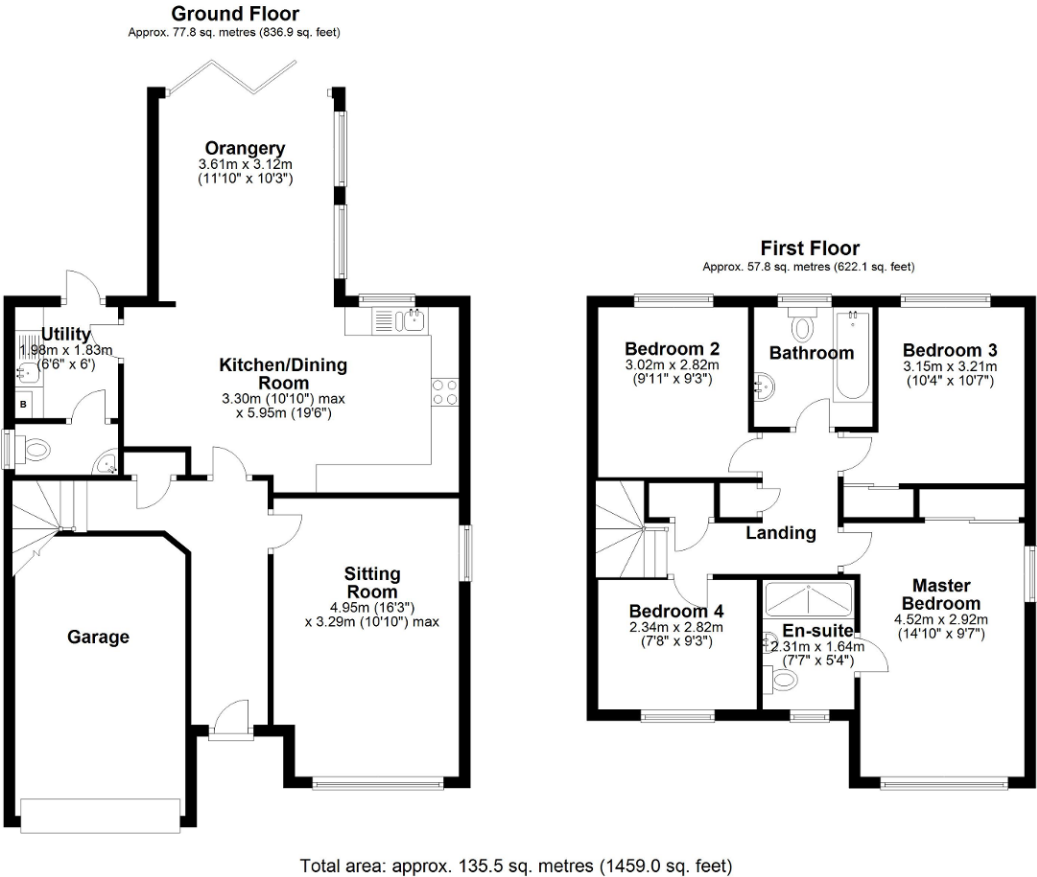 Ground Floor
Approx. 77.8 sq. metres (836.9 sq. feet)
Orangery
3.61m x 3.12m
(11'10" x 10'3")
Utility
1.98m x 1.83m
(6'6" x 6')
B
Kitchen/Dining
Room
3.30m (10'10") max
x 5.95m (19'6")
Sitting
Room
4.95m (16'3")
x 3.29m (10'10") max
Garage
First Floor
Approx. 57.8 sq. metres (622.1 sq. feet)
Bedroom 2
3.02m x 2.82m
(9'11" x 9'3")
Bathroom
Bedroom 3
3.15m x 3.21m
(10'4" x 10'7")
Landing
Bedroom 4
2.34m x 2.82m
(7'8" x 9'3")
En-suite
2.31m x 1.64m
(7'7" x 5'4")
Master
Bedroom
4.52m x 2.92m
(14'10" x 9'7")
Total area: approx. 135.5 sq. metres (1459.0 sq. feet)